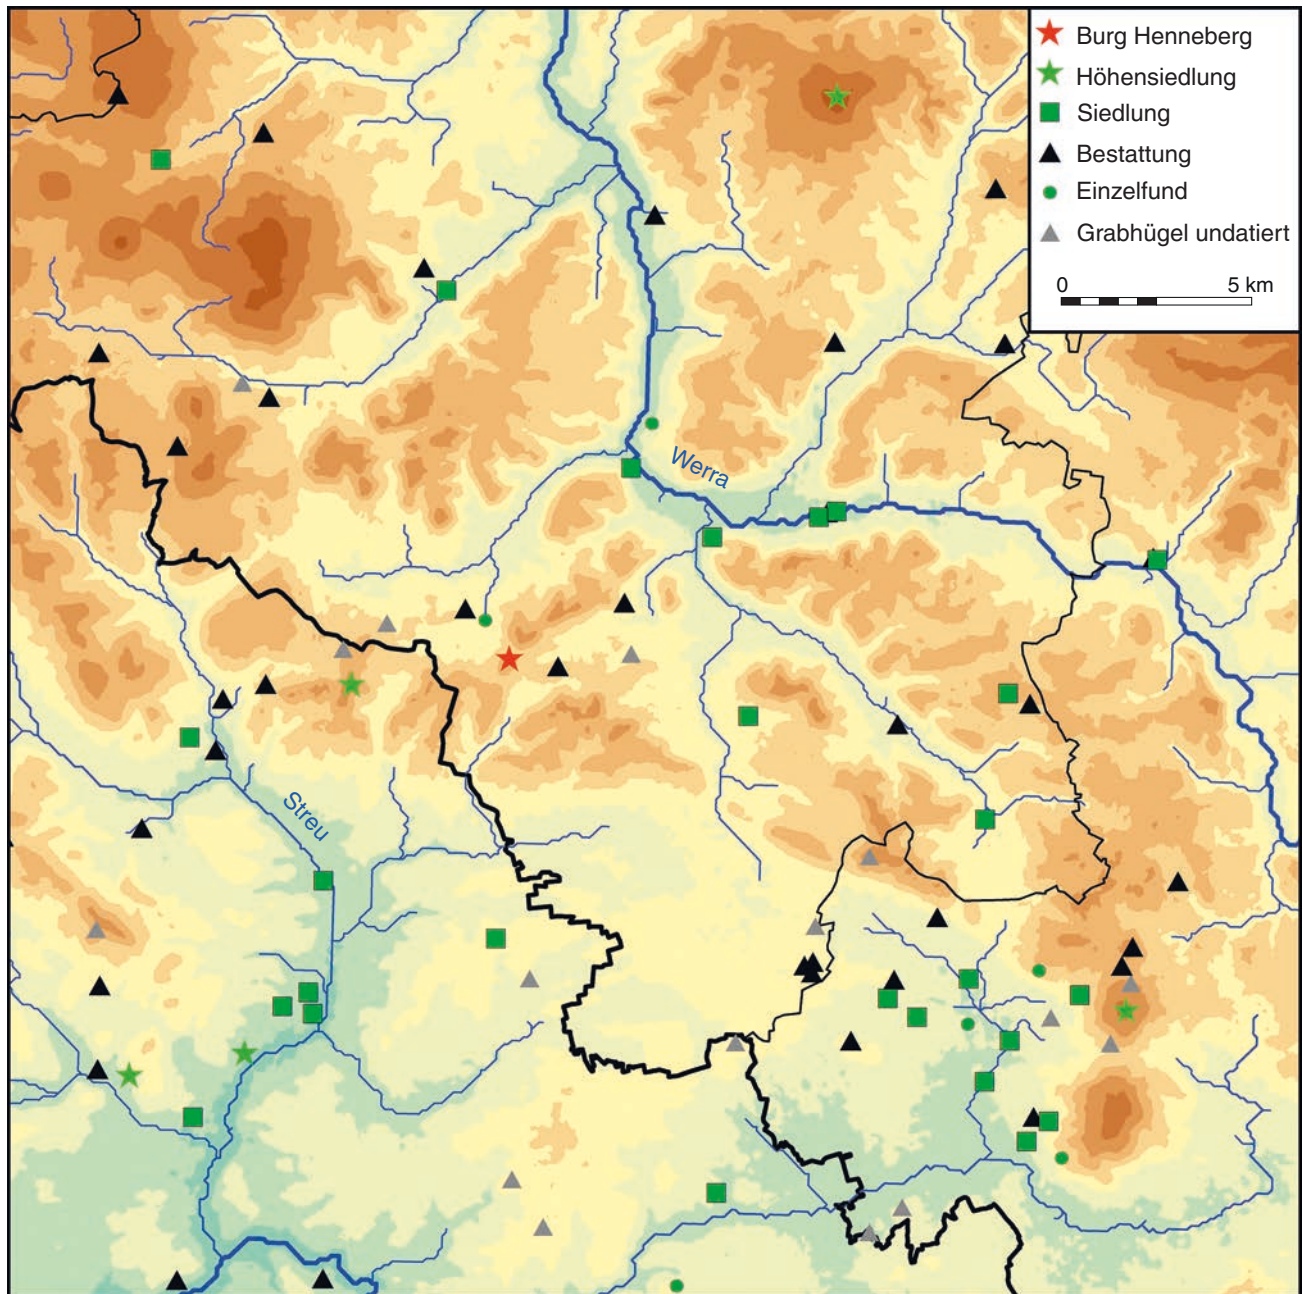 Burg Henneberg
Höhensiedlung
Siedlung
Bestattung
Einzelfund
Grabhügel undatiert
0 5 km
Werra
Streu